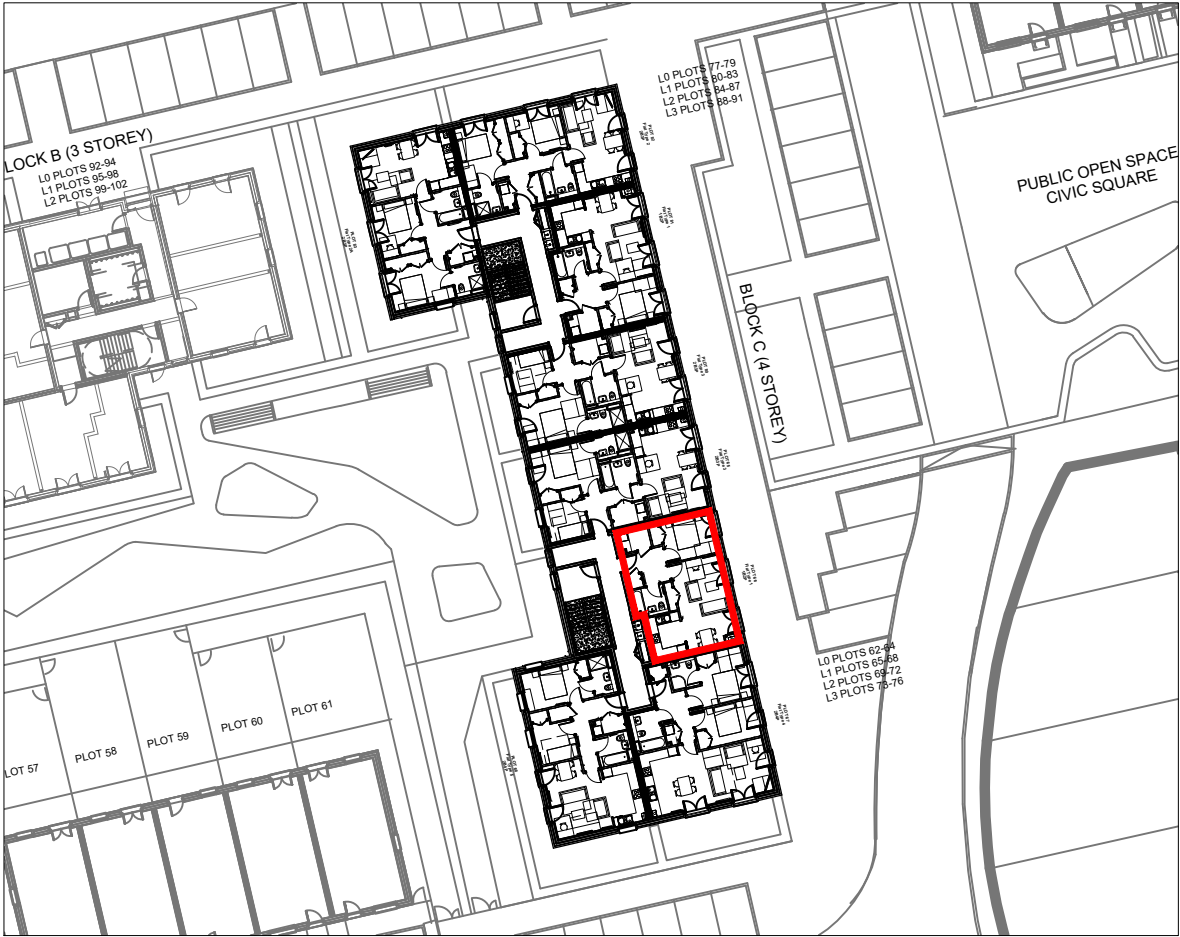 LOCK B (3 STOREY)
L0 PLOTS 92-94
L1 PLOTS 95-98
L2 PLOTS 99-102
L0 PLOTS 77-79
L1 PLOTS 80-83
L2 PLOTS 84-87
L3 PLOTS 88-91
PUBLIC OPEN SPACE
CIVIC SQUARE
BLOCK C (4 STOREY)
L0 PLOTS 62-64
L1 PLOTS 65-68
L2 PLOTS 69-72
L3 PLOTS 73-76
LOT 57
PLOT 58
PLOT 59
PLOT 60
PLOT 61